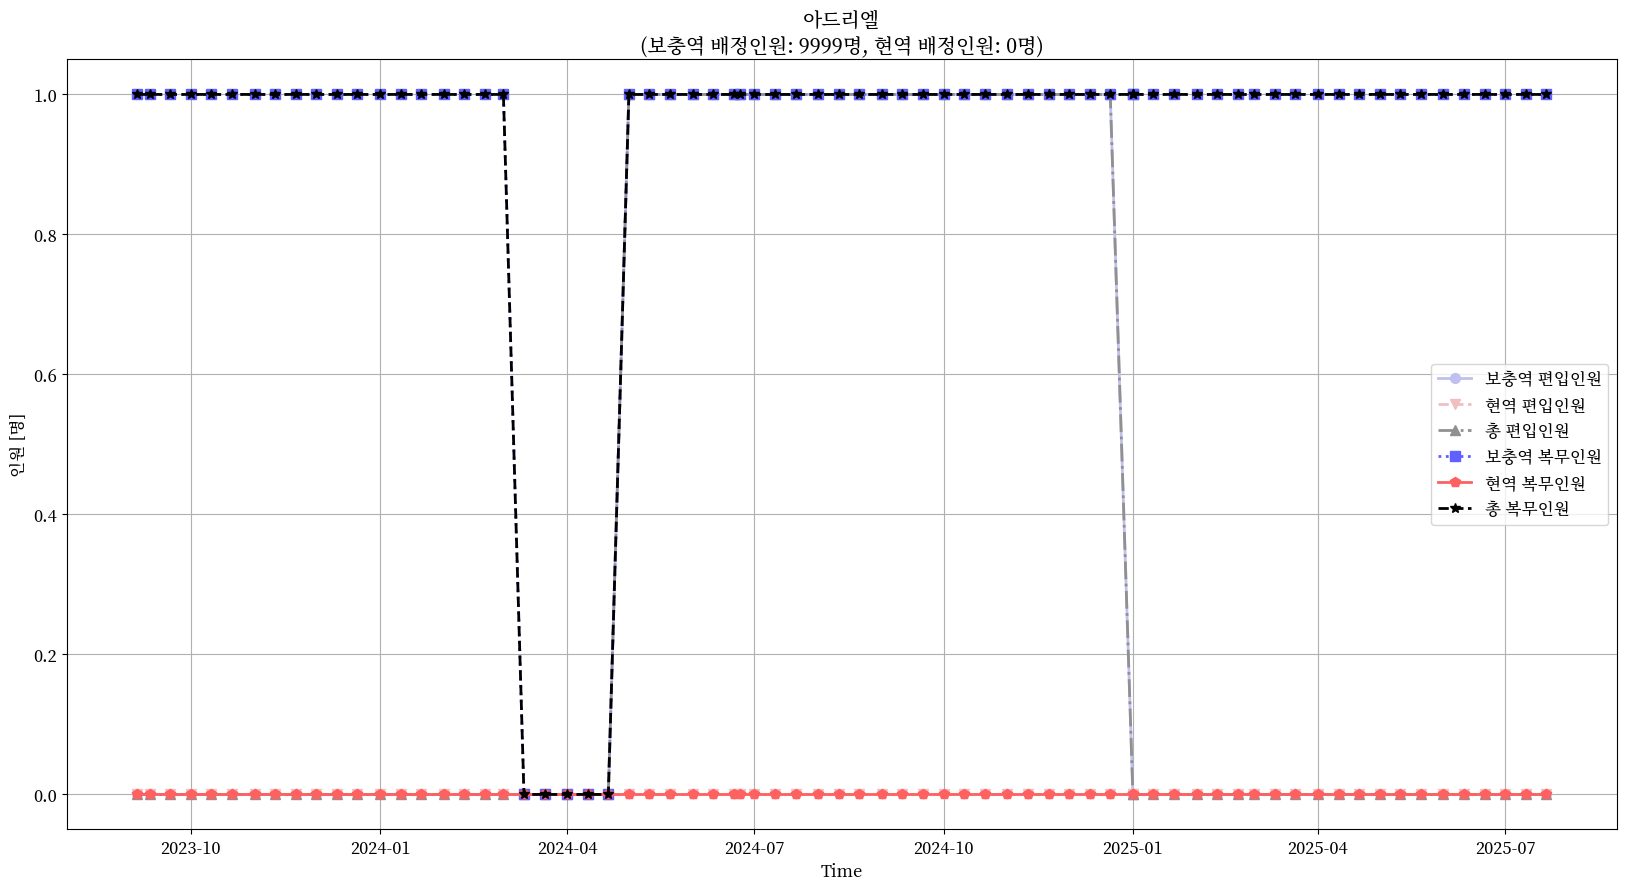 아드리엘
(보충역 배정인원: 9999명, 현역 배정인원: 0명)
인원 [명]
1.0
0.8
0.6
0.4
0.2
0.0
보충역 편입인원
현역 편입인원
총 편입인원
보충역 복무인원
현역 복무인원
총 복무인원
2023-10 2024-01 2024-04 2024-07 2024-10 2025-01 2025-04 2025-07
Time